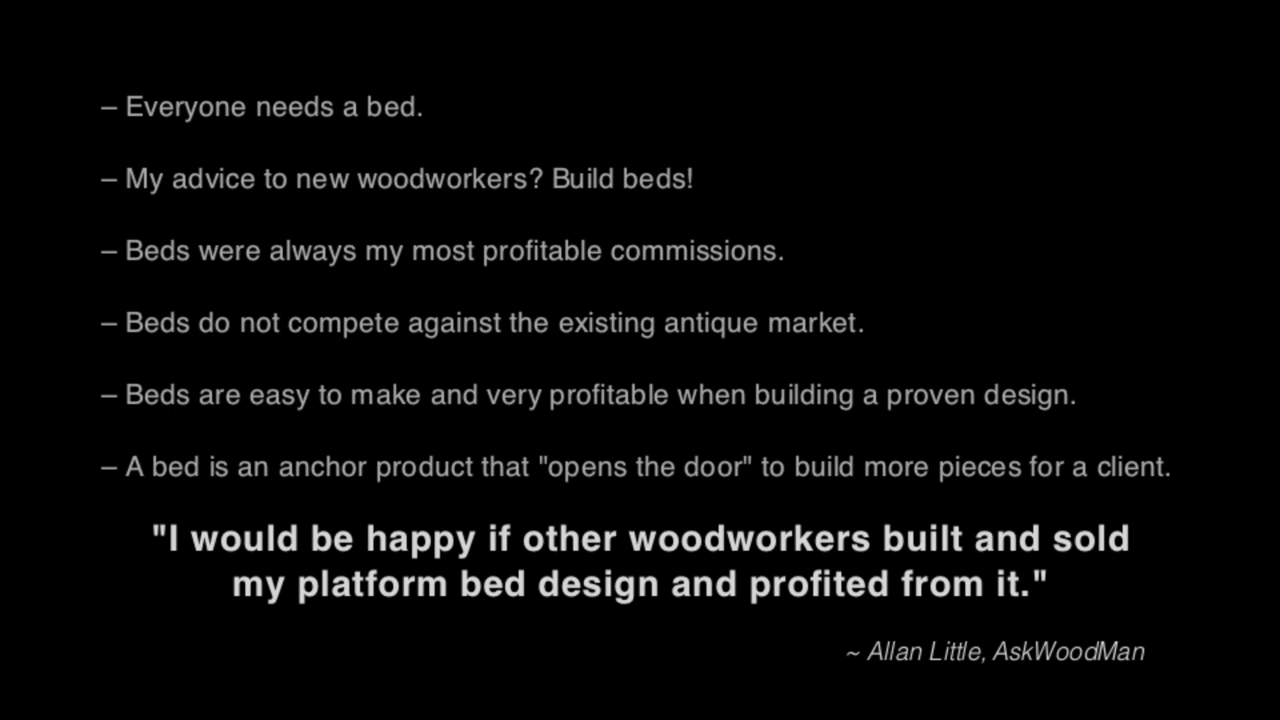 – Everyone needs a bed.
– My advice to new woodworkers? Build beds!
– Beds were always my most profitable commissions.
– Beds do not compete against the existing antique market.
– Beds are easy to make and very profitable when building a proven design.
– A bed is an anchor product that "opens the door" to build more pieces for a client.
"I would be happy if other woodworkers built and sold
my platform bed design and profited from it."
~ Allan Little, AskWoodMan